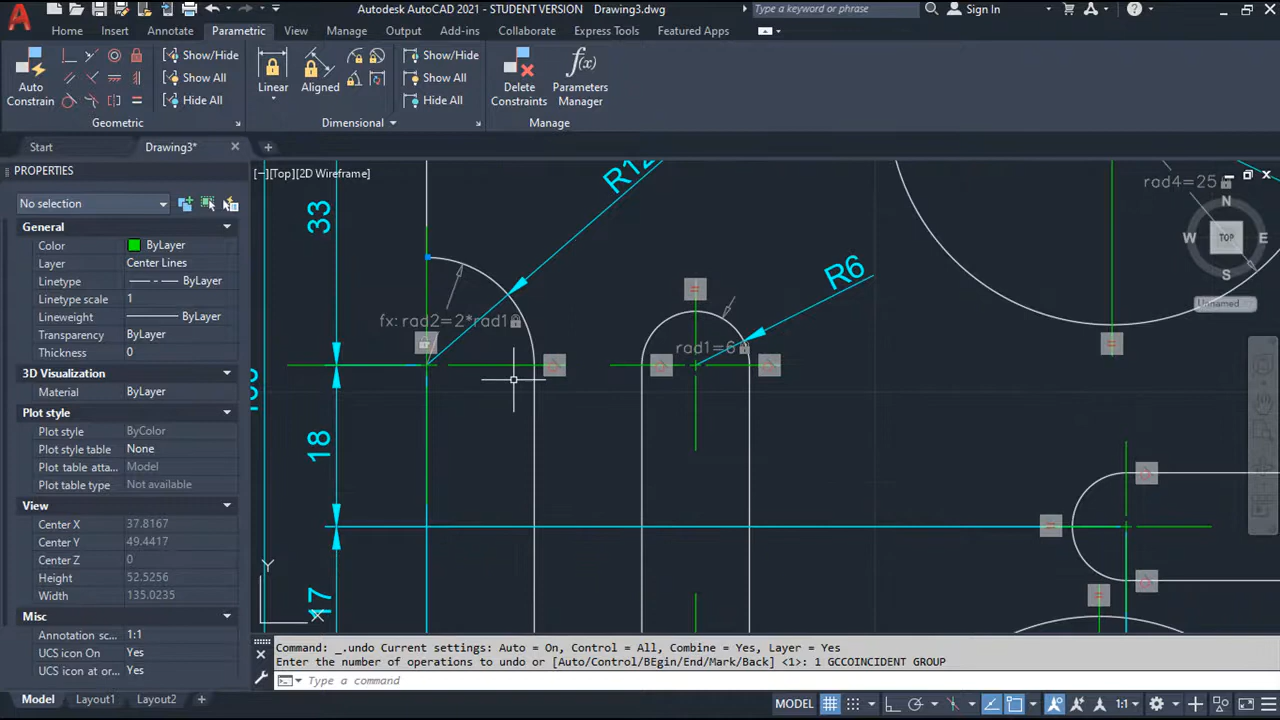 Autodesk AutoCAD 2021 - STUDENT VERSION Drawing3.dwg
Type a keyword or phrase
Sign In
Home Insert Annotate Parametric View Manage Output Add-ins Collaborate Express Tools Featured Apps
Auto Constrain
Show/Hide
Show All
Hide All
Geometric
Linear
Aligned
Show/Hide
Show All
Hide All
Dimensional
Delete Constraints
Parameters Manager
Manage
Start
Drawing3*
PROPERTIES
No selection
General
Color ByLayer
Layer Center Lines
Linetype ByLayer
Linetype scale 1
Lineweight ByLayer
Transparency ByLayer
Thickness 0
3D Visualization
Material ByLayer
Plot style
Plot style ByColor
Plot style table None
Plot table atta... Model
Plot table type Not available
View
Center X 37.8167
Center Y 49.4417
Center Z 0
Height 52.5256
Width 135.0235
Misc
Annotation sc... 1:1
UCS icon On Yes
UCS icon at or... Yes
[−][Top][2D Wireframe]
R12
33
R6
fx: rad2=2*rad1
rad1=6
rad4=25
18
17
N
W TOP E
S
Unnamed
Y
X
Command: _.undo Current settings: Auto = On, Control = All, Combine = Yes, Layer = Yes
Enter the number of operations to undo or [Auto/Control/BEgin/End/Mark/Back] <1>: 1 GCCOINCIDENT GROUP
Type a command
Model Layout1 Layout2
MODEL
1:1